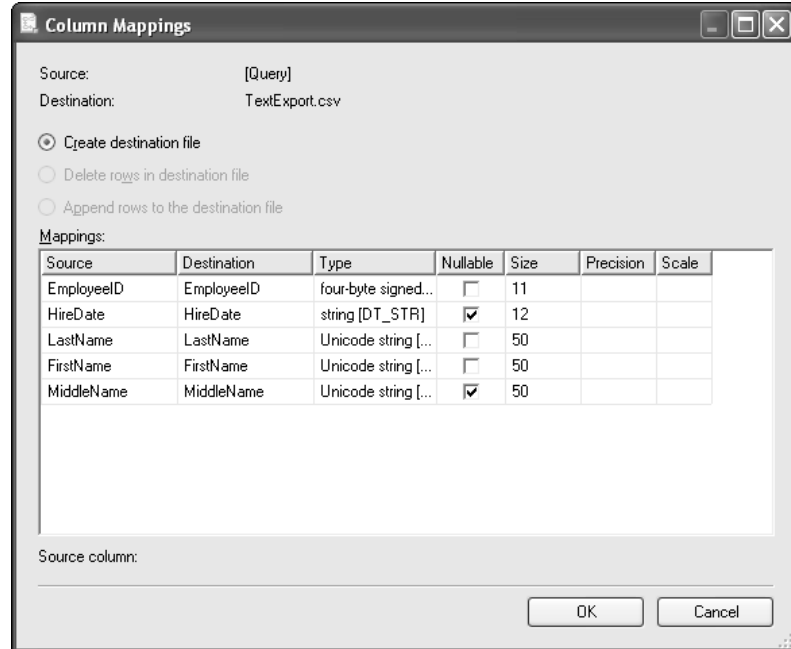 Column Mappings
Source: [Query]
Destination: TextExport.csv
Create destination file
Delete rows in destination file
Append rows to the destination file
Mappings:
Source Destination Type Nullable Size Precision Scale
EmployeeID EmployeeID four-byte signed... 11
HireDate HireDate string [DT_STR] 12
LastName LastName Unicode string [... 50
FirstName FirstName Unicode string [... 50
MiddleName MiddleName Unicode string [... 50
Source column:
OK Cancel